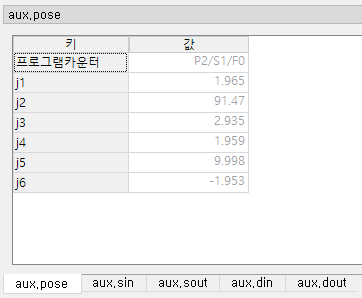 aux.pose
키 값
프로그램카운터 P2/S1/F0
j1 1.965
j2 91.47
j3 2.935
j4 1.959
j5 9.998
j6 -1.953
aux.pose aux.sin aux.sout aux.din aux.dout